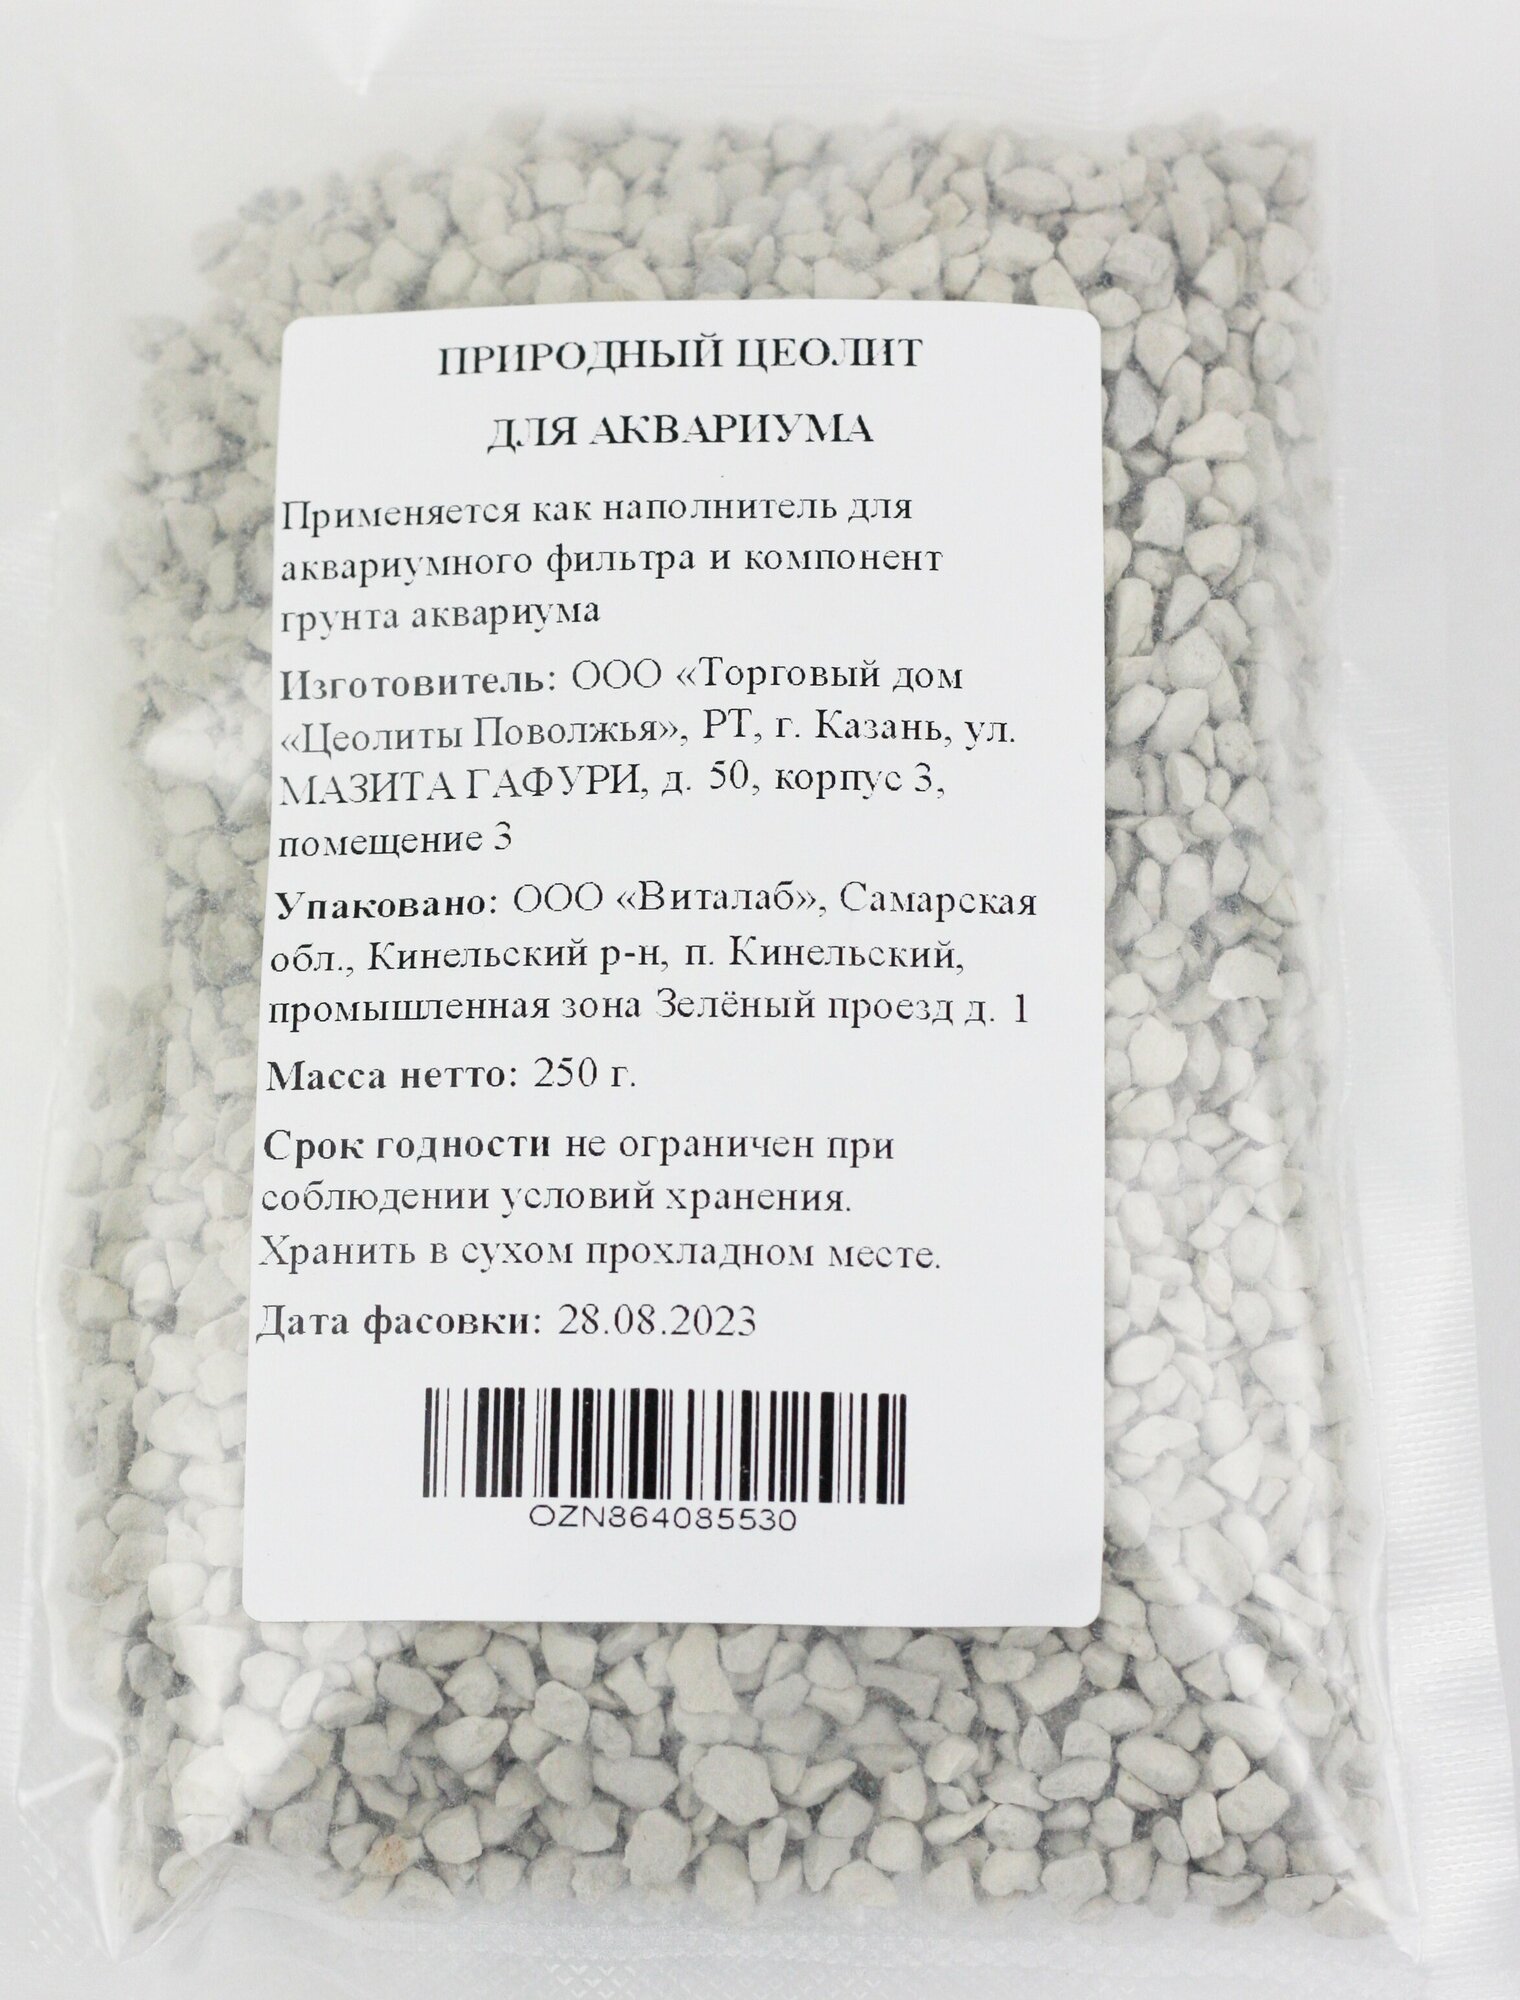 ПРИРОДНЫЙ ЦЕОЛИТ
ДЛЯ АКВАРИУМА
Применяется как наполнитель для
аквариумного фильтра и компонент
грунта аквариума
Изготовитель: ООО «Торговый дом
«Цеолиты Поволжья», РТ, г. Казань, ул.
МАЗИТА ГАФУРИ, д. 50, корпус 3,
помещение 3
Упаковано: ООО «Виталаб», Самарская
обл., Кинельский р-н, п. Кинельский,
промышленная зона Зелёный проезд д. 1
Масса нетто: 250 г.
Срок годности не ограничен при
соблюдении условий хранения.
Хранить в сухом прохладном месте.
Дата фасовки: 28.08.2023
OZN864085530